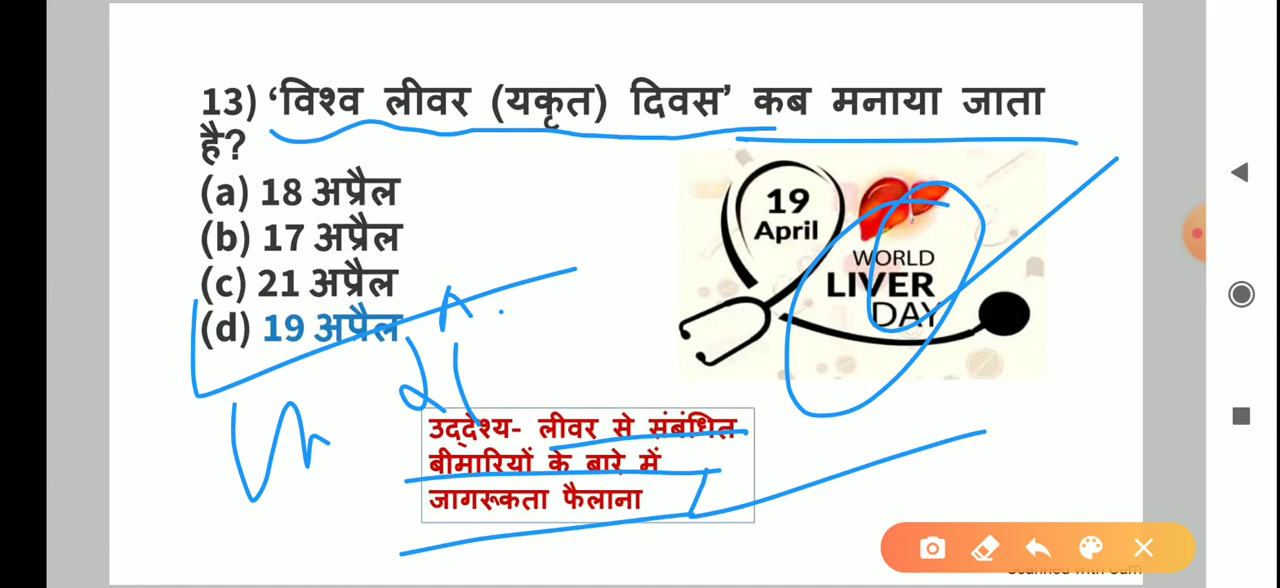 13) ‘विश्व लीवर (यकृत) दिवस’ कब मनाया जाता
है?
(a) 18 अप्रैल
(b) 17 अप्रैल
(c) 21 अप्रैल
(d) 19 अप्रैल
19
April
WORLD
LIVER
DAY
उद्देश्य- लीवर से संबंधित
बीमारियों के बारे में
जागरूकता फैलाना